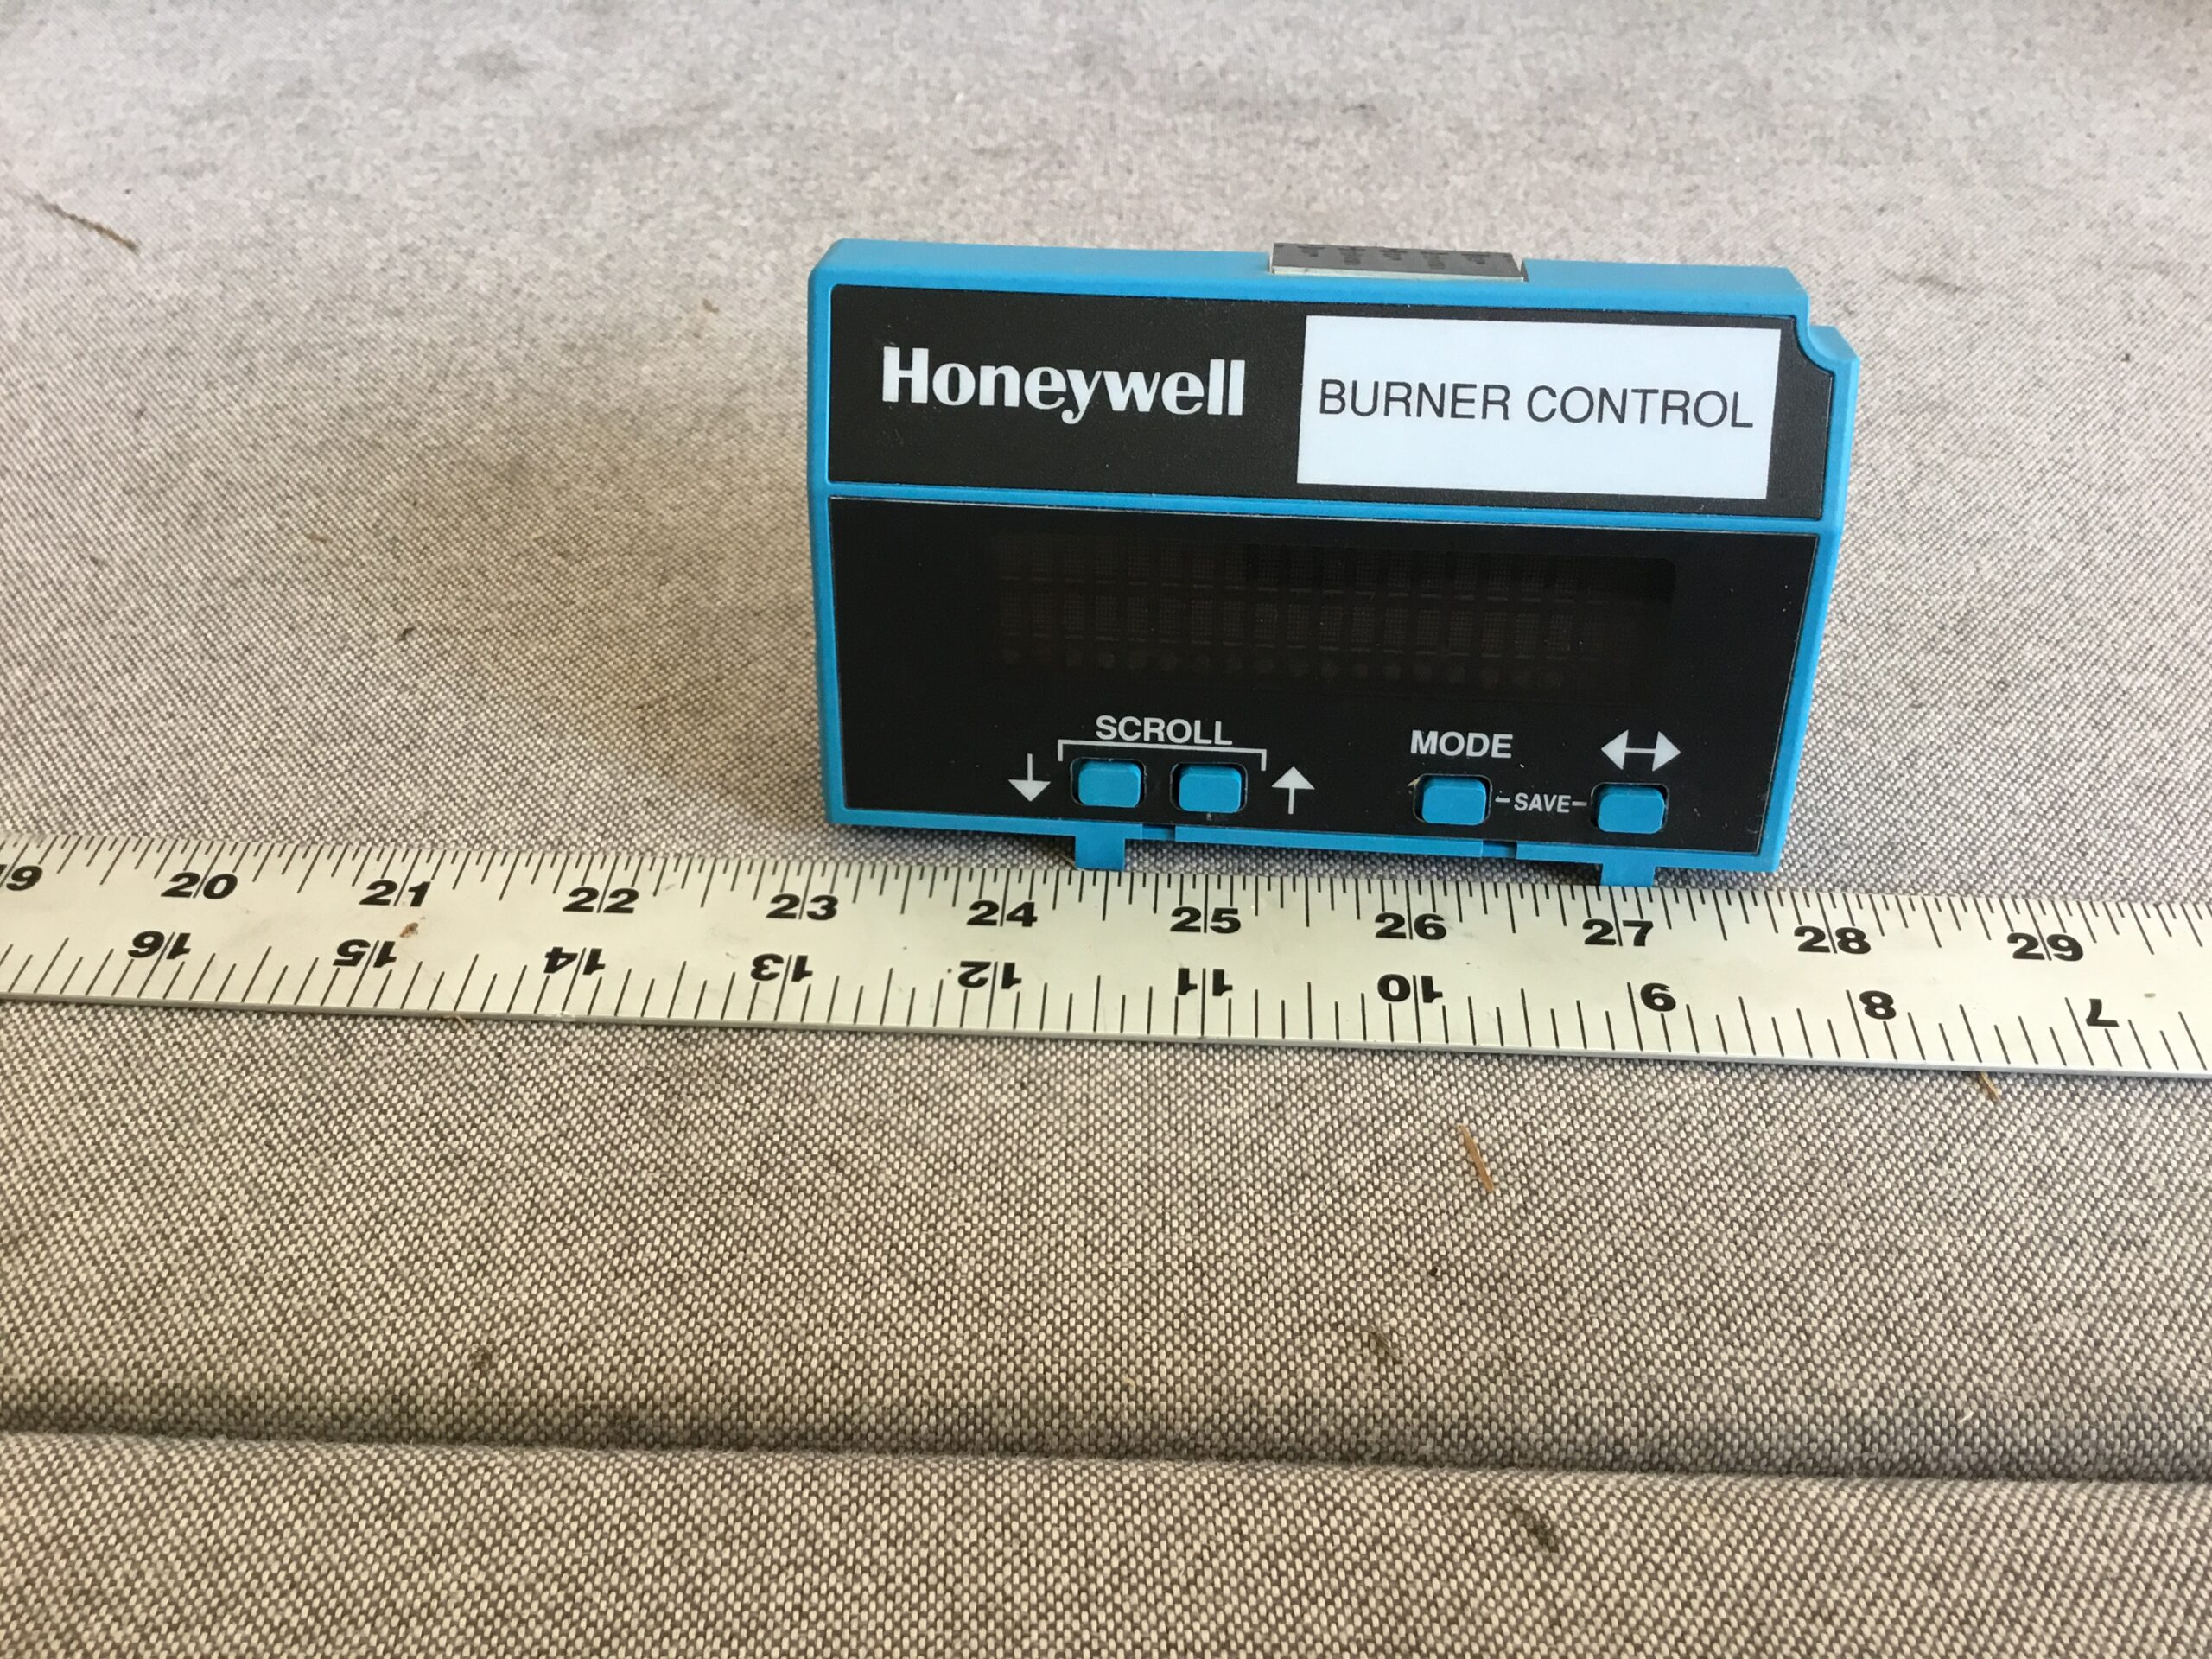 Honeywell
BURNER CONTROL
SCROLL
MODE
SAVE
20 21 22 23 24 25 26 27 28 29
16 15 14 13 12 11 10 9 8 7